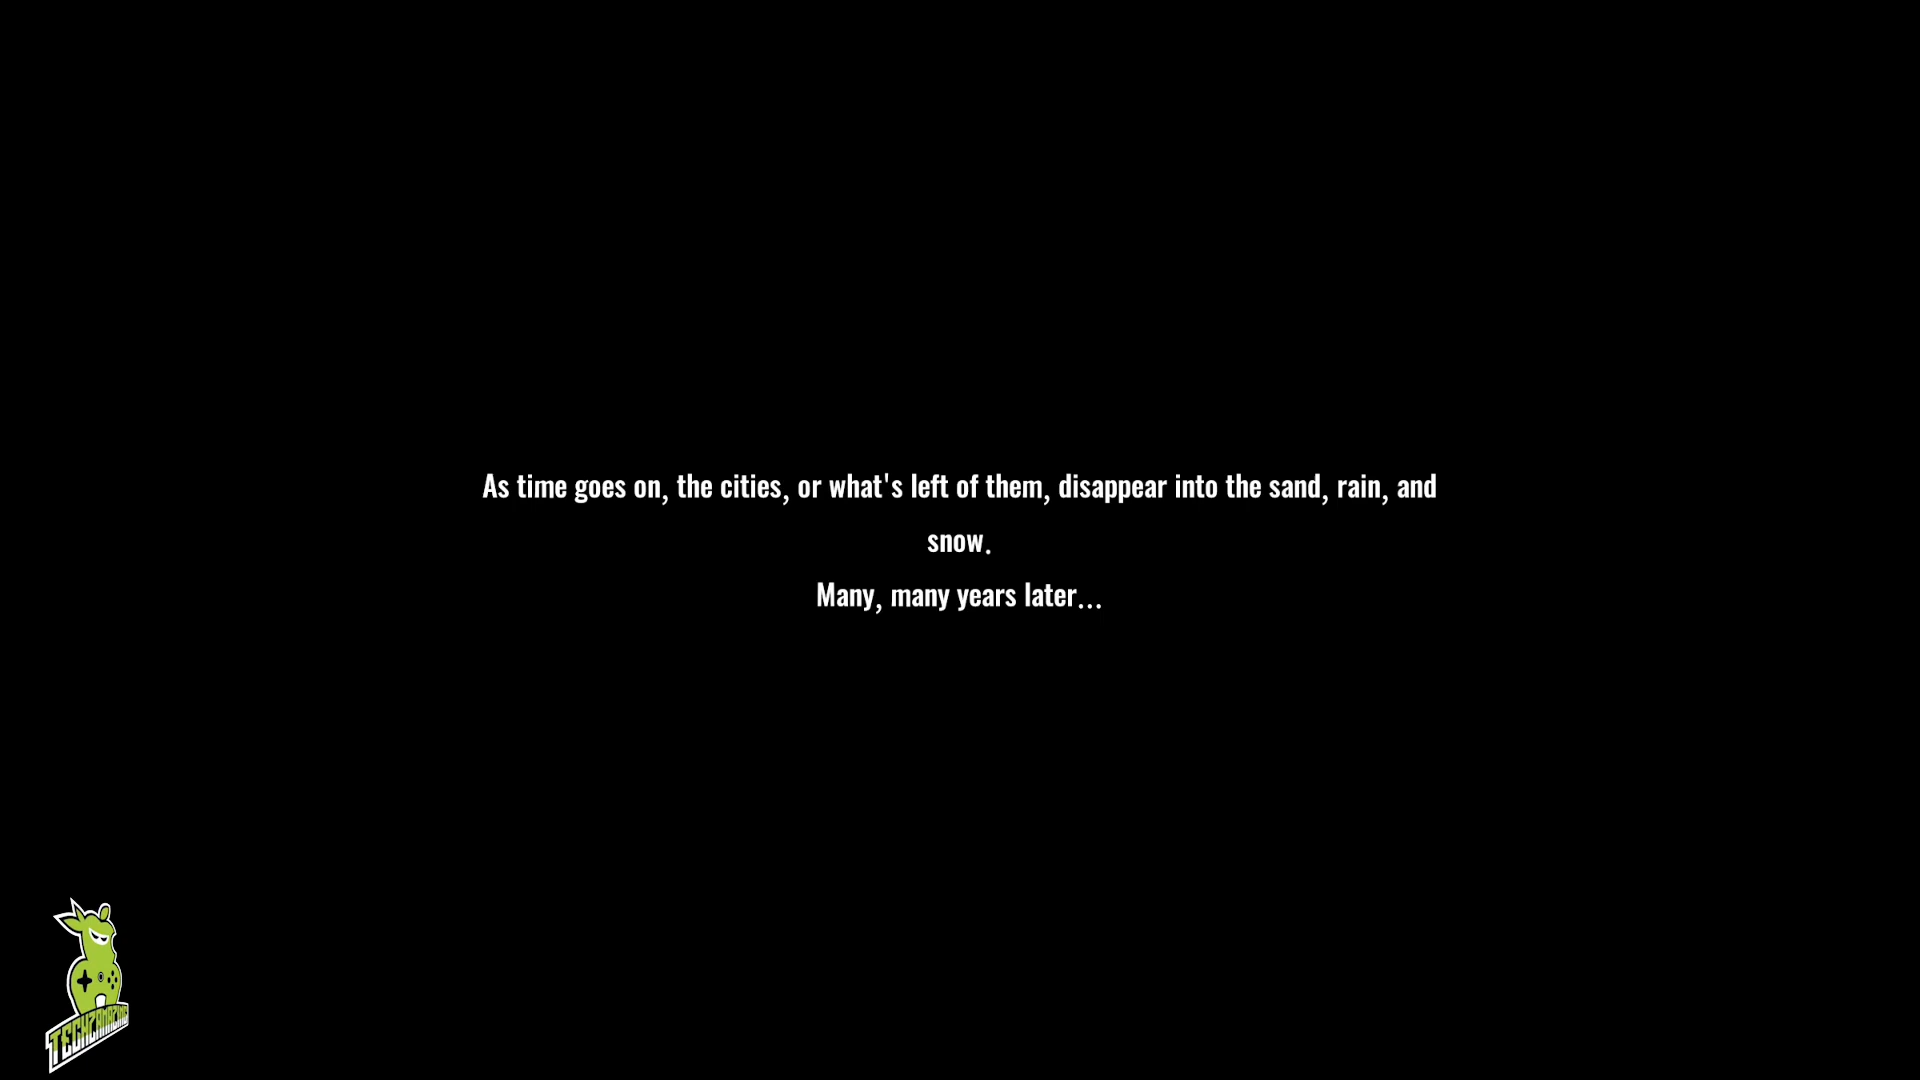 As time goes on, the cities, or what's left of them, disappear into the sand, rain, and
snow.
Many, many years later...
TECHZAMAZING